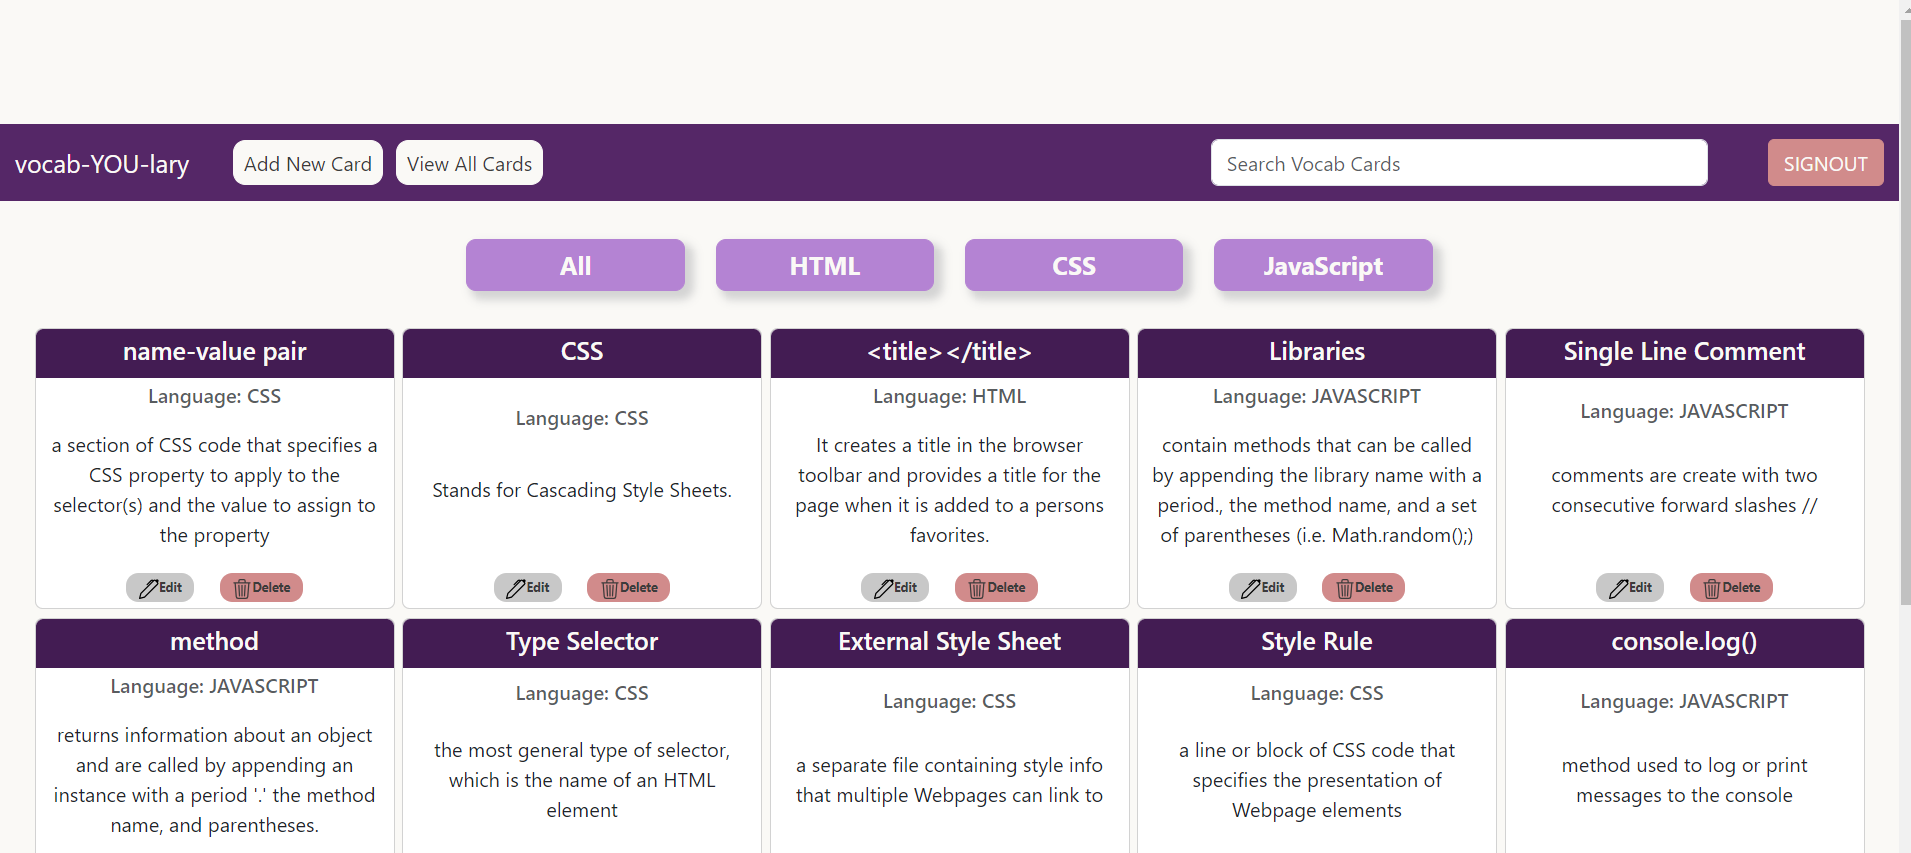 vocab-YOU-lary
Add New Card
View All Cards
Search Vocab Cards
SIGNOUT
All
HTML
CSS
JavaScript
name-value pair
Language: CSS
a section of CSS code that specifies a
CSS property to apply to the
selector(s) and the value to assign to
the property
Edit
Delete
CSS
Language: CSS
Stands for Cascading Style Sheets.
Edit
Delete
<title></title>
Language: HTML
It creates a title in the browser
toolbar and provides a title for the
page when it is added to a persons
favorites.
Edit
Delete
Libraries
Language: JAVASCRIPT
contain methods that can be called
by appending the library name with a
period., the method name, and a set
of parentheses (i.e. Math.random();)
Edit
Delete
Single Line Comment
Language: JAVASCRIPT
comments are create with two
consecutive forward slashes //
Edit
Delete
method
Language: JAVASCRIPT
returns information about an object
and are called by appending an
instance with a period '.' the method
name, and parentheses.
Type Selector
Language: CSS
the most general type of selector,
which is the name of an HTML
element
External Style Sheet
Language: CSS
a separate file containing style info
that multiple Webpages can link to
Style Rule
Language: CSS
a line or block of CSS code that
specifies the presentation of
Webpage elements
console.log()
Language: JAVASCRIPT
method used to log or print
messages to the console